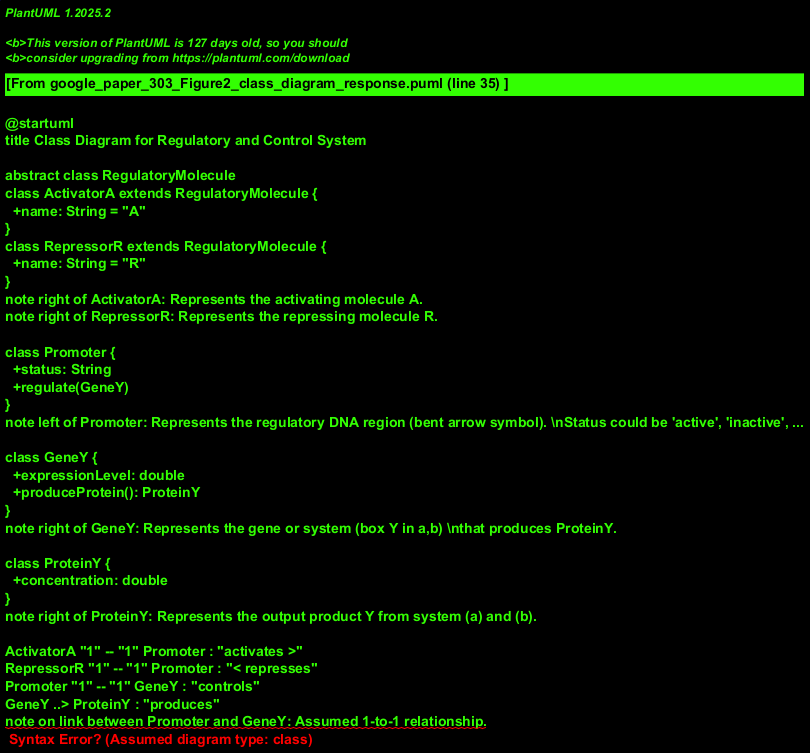 PlantUML 1.2025.2
<b>This version of PlantUML is 127 days old, so you should
<b>consider upgrading from https://plantuml.com/download
[From google_paper_303_Figure2_class_diagram_response.puml (line 35) ]
@startuml
title Class Diagram for Regulatory and Control System
abstract class RegulatoryMolecule
class ActivatorA extends RegulatoryMolecule {
+name: String = "A"
}
class RepressorR extends RegulatoryMolecule {
+name: String = "R"
}
note right of ActivatorA: Represents the activating molecule A.
note right of RepressorR: Represents the repressing molecule R.
class Promoter {
+status: String
+regulate(GeneY)
}
note left of Promoter: Represents the regulatory DNA region (bent arrow symbol). \nStatus could be 'active', 'inactive', ...
class GeneY {
+expressionLevel: double
+produceProtein(): ProteinY
}
note right of GeneY: Represents the gene or system (box Y in a,b) \nthat produces ProteinY.
class ProteinY {
+concentration: double
}
note right of ProteinY: Represents the output product Y from system (a) and (b).
ActivatorA "1" -- "1" Promoter : "activates >"
RepressorR "1" -- "1" Promoter : "< represses"
Promoter "1" -- "1" GeneY : "controls"
GeneY ..> ProteinY : "produces"
note on link between Promoter and GeneY: Assumed 1-to-1 relationship.
Syntax Error? (Assumed diagram type: class)